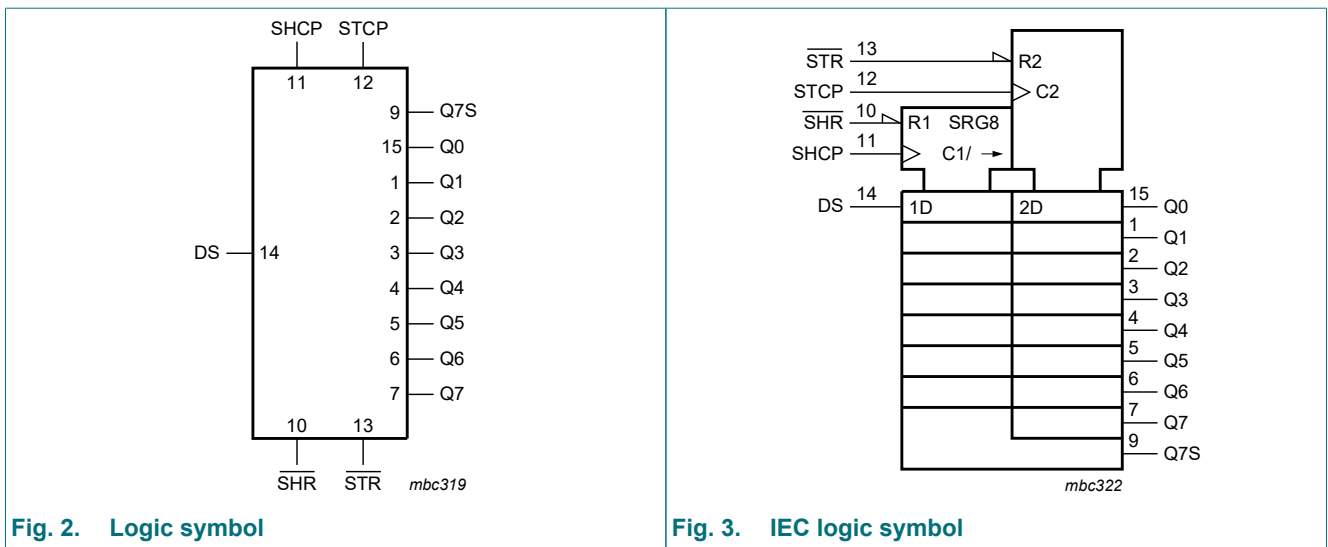 SHCP STCP
11 12
9 Q7S
15 Q0
1 Q1
2 Q2
DS 14 3 Q3
4 Q4
5 Q5
6 Q6
7 Q7
10 13
SHR STR mbc319
Fig. 2. Logic symbol
STR 13 R2
STCP 12 C2
SHR 10 R1 SRG8
SHCP 11 C1/ →
DS 14 1D 2D 15 Q0
1 Q1
2 Q2
3 Q3
4 Q4
5 Q5
6 Q6
7 Q7
9 Q7S
mbc322
Fig. 3. IEC logic symbol